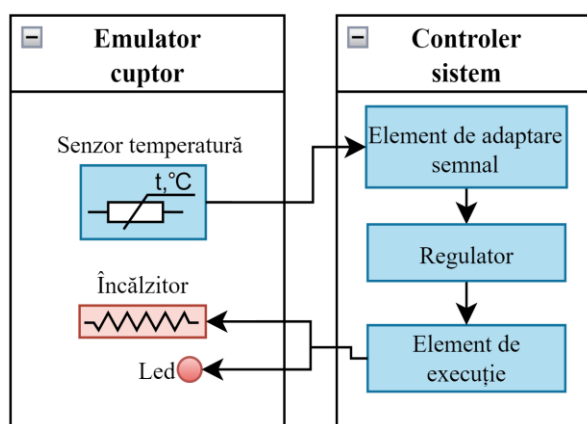 Emulator
cuptor
Controler
sistem
Senzor temperatură
t,°C
Încălzitor
Led
Element de adaptare
semnal
Regulator
Element de
execuție